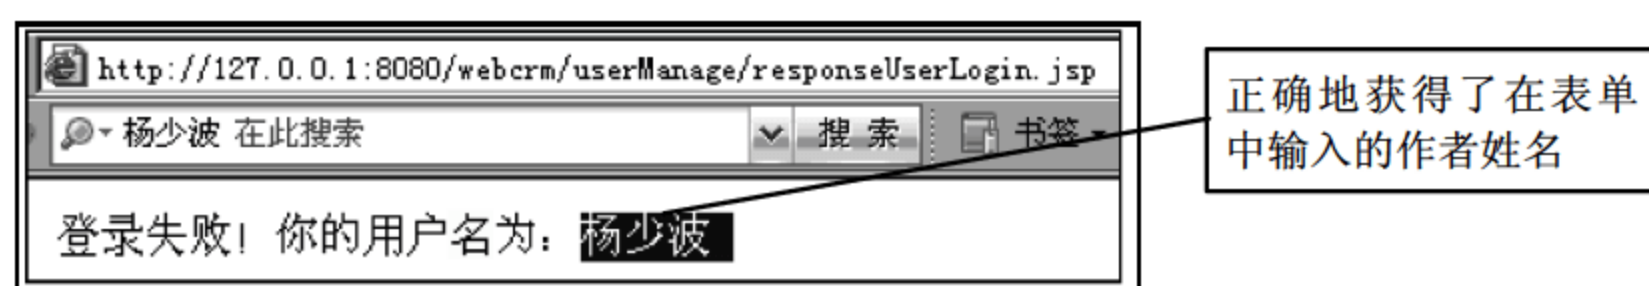 http://127.0.0.1:8080/webcrm/userManage/responseUserLogin.jsp
杨少波 在此搜索 搜 索 书签
登录失败！你的用户名为：杨少波
正确地获得了在表单
中输入的作者姓名